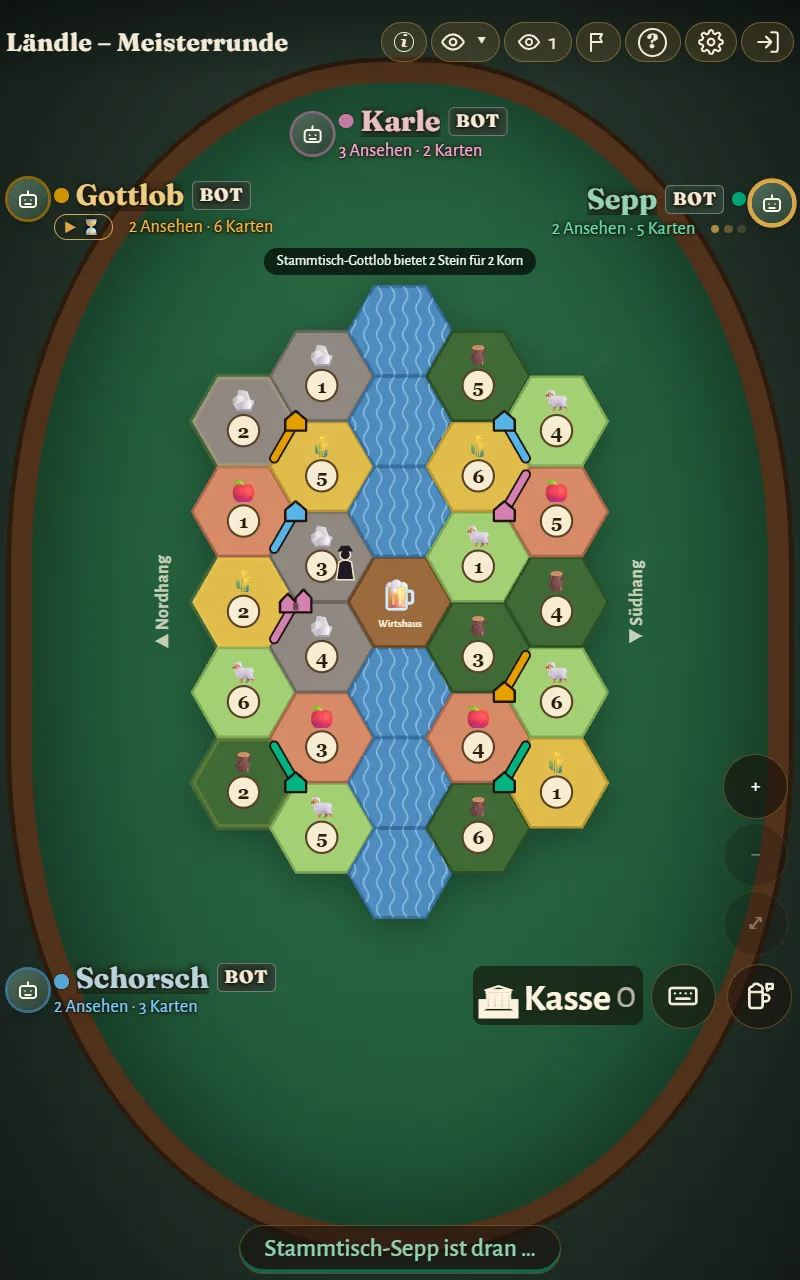 Ländle – Meisterrunde
i
1
?
Karle BOT
3 Ansehen · 2 Karten
Gottlob BOT
2 Ansehen · 6 Karten
Sepp BOT
2 Ansehen · 5 Karten
Stammtisch-Gottlob bietet 2 Stein für 2 Korn
1
5
2
4
5
6
1
5
3
1
◀ Nordhang
2
Wirtshaus
4
Südhang ▶
4
3
6
6
3
4
2
1
5
6
+
−
Schorsch BOT
2 Ansehen · 3 Karten
Kasse 0
Stammtisch-Sepp ist dran ...